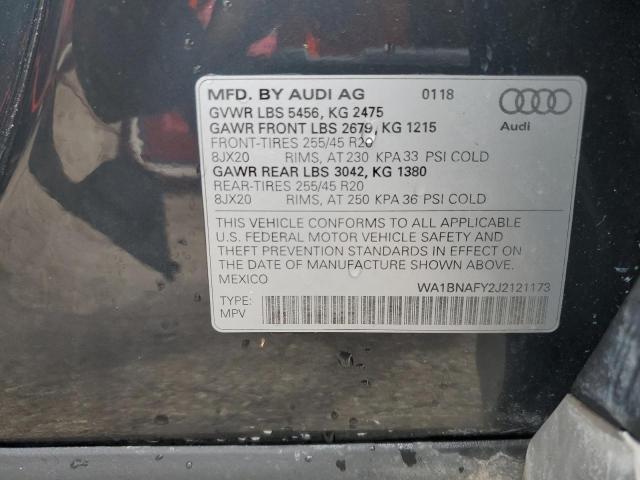 MFD. BY AUDI AG 0118
GVWR LBS 5456, KG 2475
GAWR FRONT LBS 2679, KG 1215
FRONT-TIRES 255/45 R20
8JX20 RIMS, AT 230 KPA 33 PSI COLD
GAWR REAR LBS 3042, KG 1380
REAR-TIRES 255/45 R20
8JX20 RIMS, AT 250 KPA 36 PSI COLD
Audi
THIS VEHICLE CONFORMS TO ALL APPLICABLE
U.S. FEDERAL MOTOR VEHICLE SAFETY AND
THEFT PREVENTION STANDARDS IN EFFECT ON
THE DATE OF MANUFACTURE SHOWN ABOVE.
MEXICO WA1BNAFY2J2121173
TYPE:
MPV